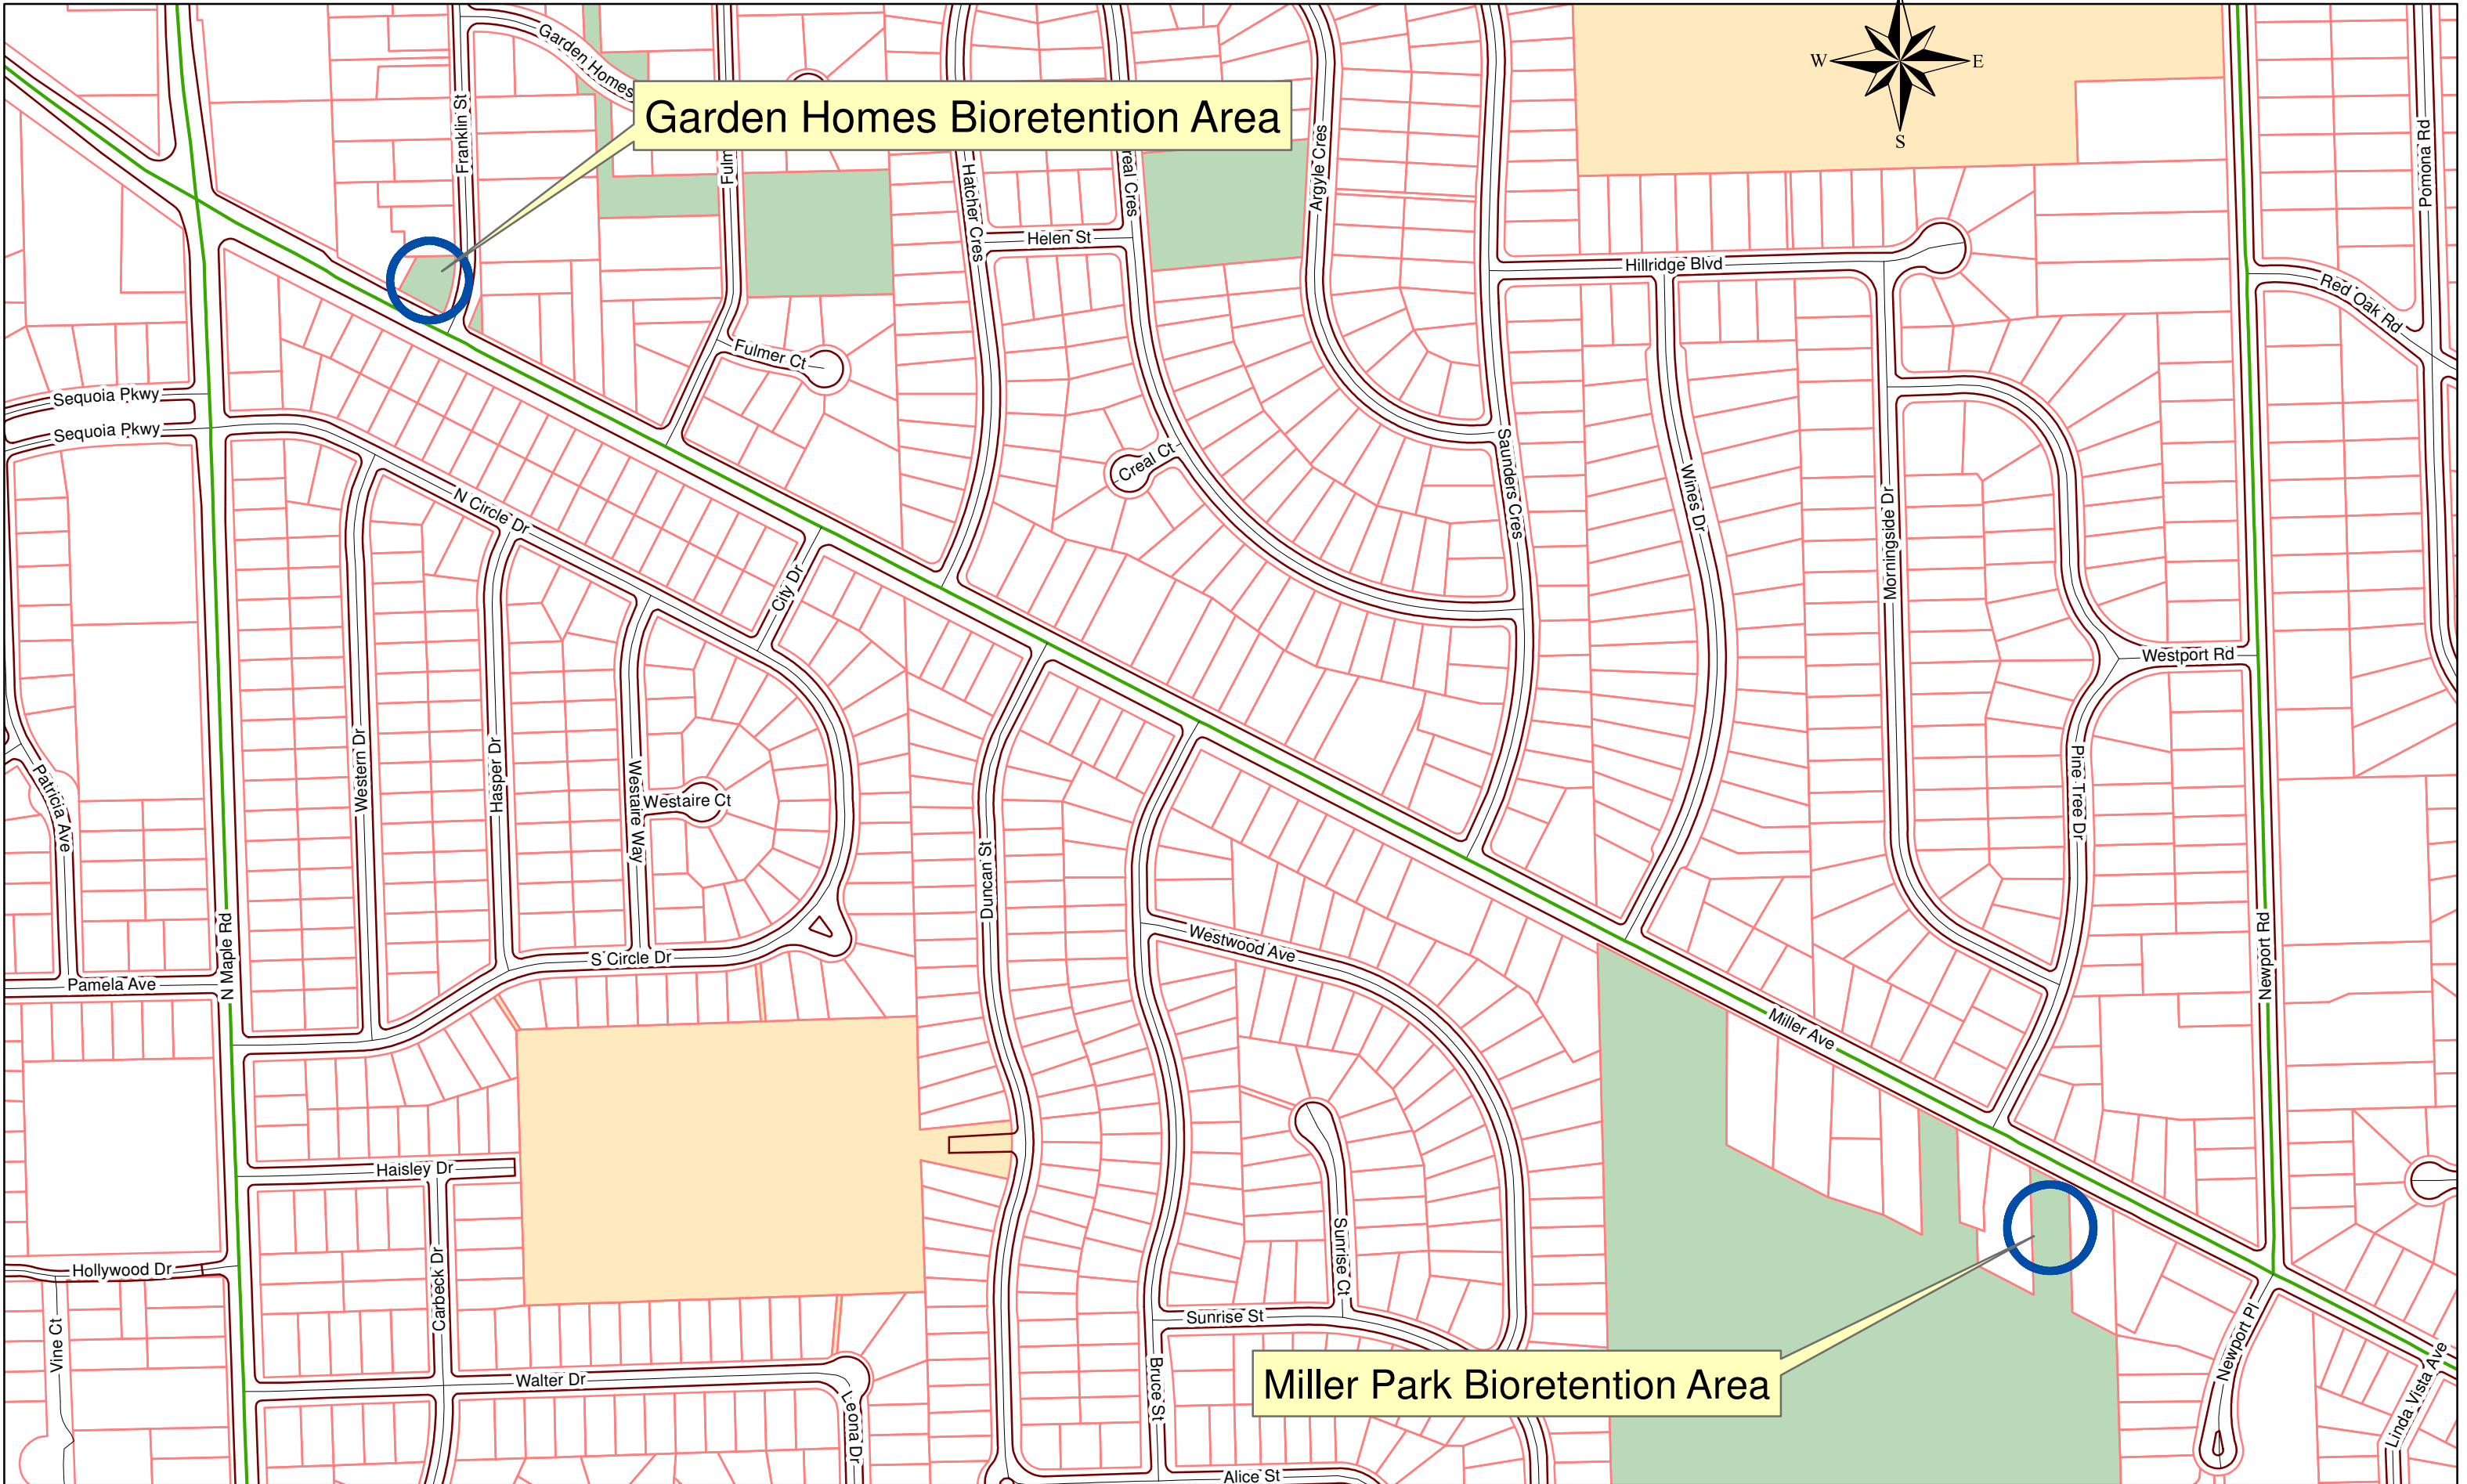 Garden Homes
Franklin St
Fulm
Garden Homes Bioretention Area
W
E
S
Hatcher Cres
real Cres
Argyle Cres
Pomona Rd
Helen St
Hillridge Blvd
Red Oak Rd
Fulmer Ct
Sequoia Pkwy
Sequoia Pkwy
N Circle Dr
Creal Ct
Saunders Cres
Wines Dr
Morningside Dr
City Dr
Westport Rd
Patricia Ave
Western Dr
Hasper Dr
Westaire Way
Westaire Ct
Duncan St
Pine Tree Dr
Westwood Ave
N Maple Rd
S Circle Dr
Newport Rd
Pamela Ave
Miller Ave
Haisley Dr
Carbeck Dr
Hollywood Dr
Vine Ct
Sunrise Ct
Sunrise St
Newport Pl
Walter Dr
Leona Dr
Bruce St
Miller Park Bioretention Area
Linda Vista Ave
Alice St